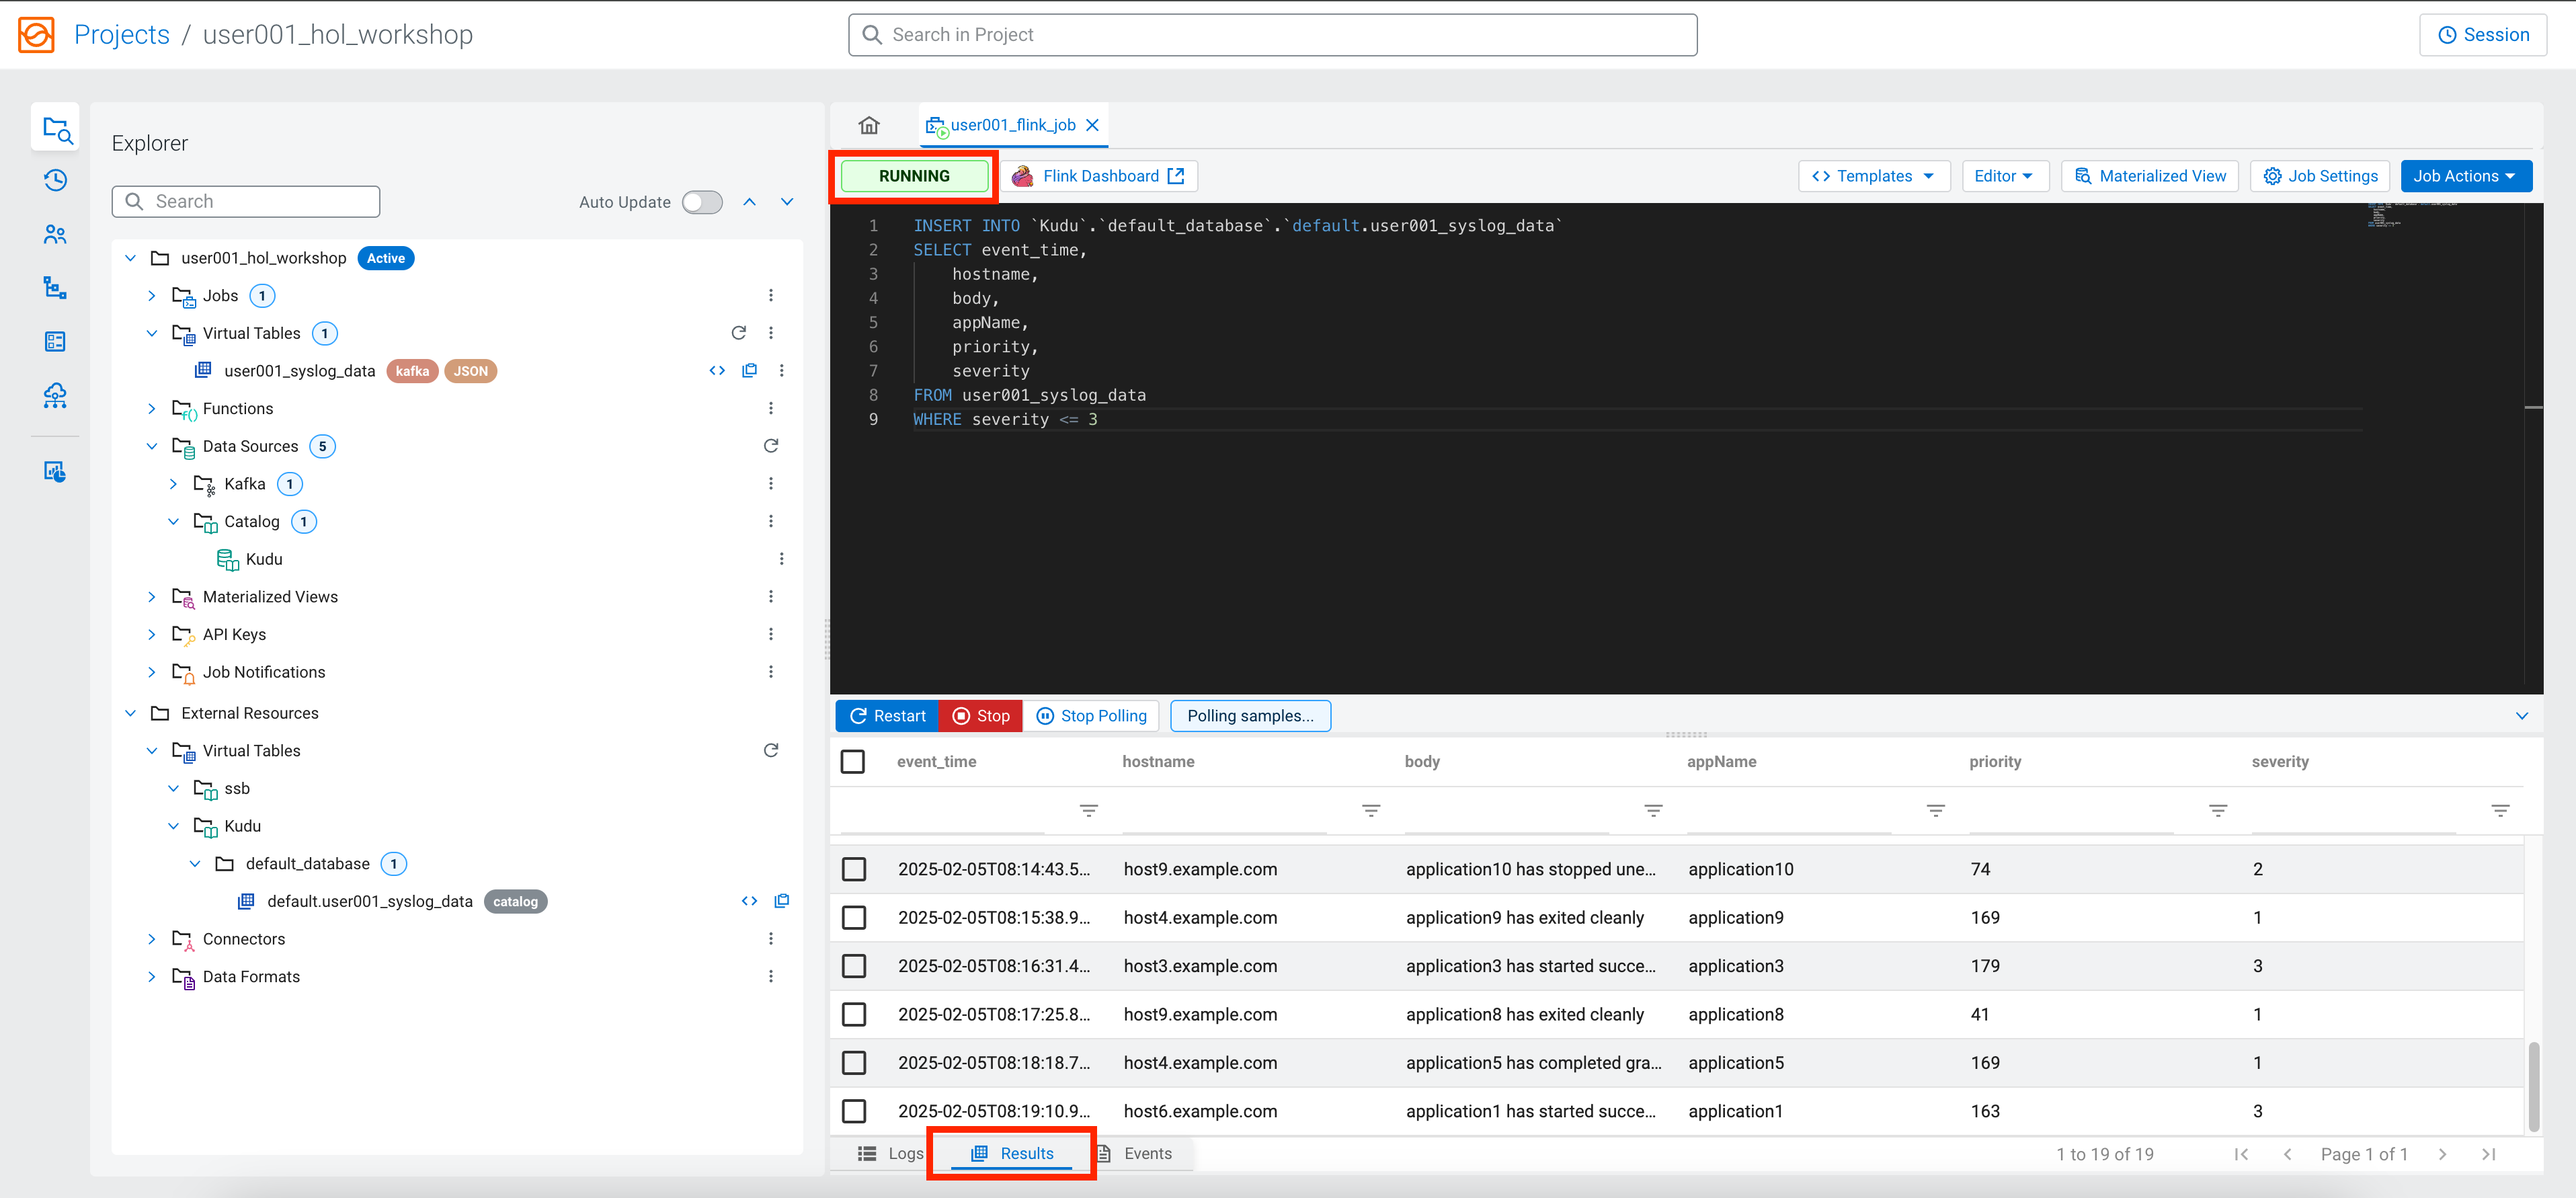 Projects / user001_hol_workshop
Search in Project
Session
Explorer
Search
Auto Update
user001_hol_workshop Active
Jobs 1
Virtual Tables 1
user001_syslog_data kafka JSON
Functions
Data Sources 5
Kafka 1
Catalog 1
Kudu
Materialized Views
API Keys
Job Notifications
External Resources
Virtual Tables
ssb
Kudu
default_database 1
default.user001_syslog_data catalog
Connectors
Data Formats
user001_flink_job
RUNNING
Flink Dashboard
Templates
Editor
Materialized View
Job Settings
Job Actions
1 INSERT INTO `Kudu`.`default_database`.`default.user001_syslog_data`
2 SELECT event_time,
3 hostname,
4 body,
5 appName,
6 priority,
7 severity
8 FROM user001_syslog_data
9 WHERE severity <= 3
Restart
Stop
Stop Polling
Polling samples...
event_time hostname body appName priority severity
2025-02-05T08:14:43.5... host9.example.com application10 has stopped une... application10 74 2
2025-02-05T08:15:38.9... host4.example.com application9 has exited cleanly application9 169 1
2025-02-05T08:16:31.4... host3.example.com application3 has started succe... application3 179 3
2025-02-05T08:17:25.8... host9.example.com application8 has exited cleanly application8 41 1
2025-02-05T08:18:18.7... host4.example.com application5 has completed gra... application5 169 1
2025-02-05T08:19:10.9... host6.example.com application1 has started succe... application1 163 3
Logs
Results
Events
1 to 19 of 19
Page 1 of 1